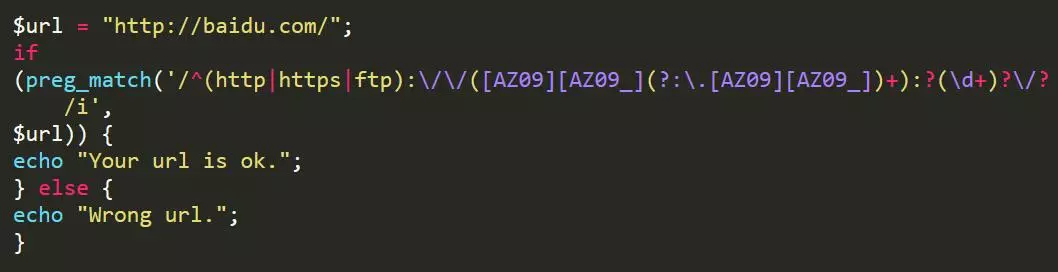 $url = "http://baidu.com/";
if
(preg_match('/^(http|https|ftp):\/\/([AZ09][AZ09_](?:\.[AZ09][AZ09_])+):?(\d+)?\/?
/i',
$url)) {
echo "Your url is ok.";
} else {
echo "Wrong url.";
}